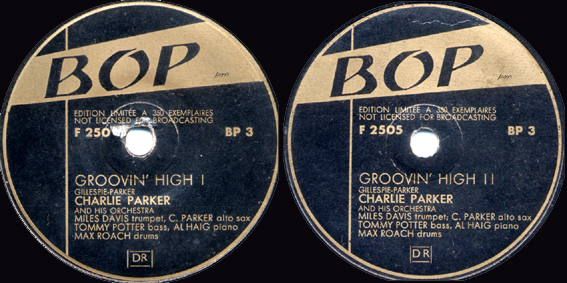 BOP
EDITION LIMITÉE A 350 EXEMPLAIRES
NOT LICENSED FOR BROADCASTING
F 250 BP 3
GROOVIN' HIGH I
GILLESPIE-PARKER
CHARLIE PARKER
AND HIS ORCHESTRA
MILES DAVIS trumpet; C. PARKER alto sax
TOMMY POTTER bass, AL HAIG piano
MAX ROACH drums
DR
BOP
EDITION LIMITÉE A 350 EXEMPLAIRES
NOT LICENSED FOR BROADCASTING
F 2505 BP 3
GROOVIN' HIGH II
GILLESPIE-PARKER
CHARLIE PARKER
AND HIS ORCHESTRA
MILES DAVIS trumpet; C. PARKER alto sax
TOMMY POTTER bass, AL HAIG piano
MAX ROACH drums
DR